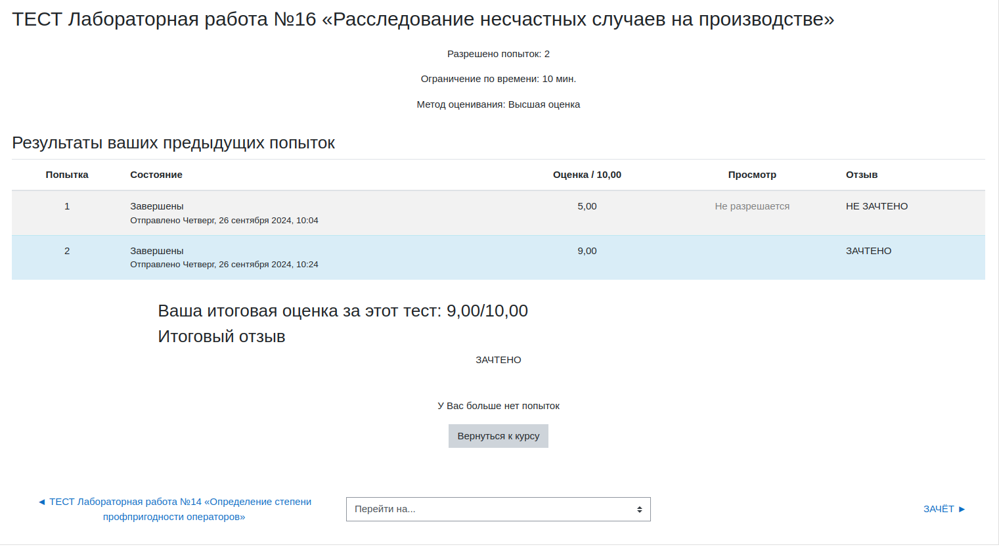 ТЕСТ Лабораторная работа №16 «Расследование несчастных случаев на производстве»
Разрешено попыток: 2
Ограничение по времени: 10 мин.
Метод оценивания: Высшая оценка
Результаты ваших предыдущих попыток
Попытка Состояние Оценка / 10,00 Просмотр Отзыв
1 Завершены 5,00 Не разрешается НЕ ЗАЧТЕНО
Отправлено Четверг, 26 сентября 2024, 10:04
2 Завершены 9,00 ЗАЧТЕНО
Отправлено Четверг, 26 сентября 2024, 10:24
Ваша итоговая оценка за этот тест: 9,00/10,00
Итоговый отзыв
ЗАЧТЕНО
У Вас больше нет попыток
Вернуться к курсу
◄ ТЕСТ Лабораторная работа №14 «Определение степени
профпригодности операторов»
Перейти на...
ЗАЧЁТ ►